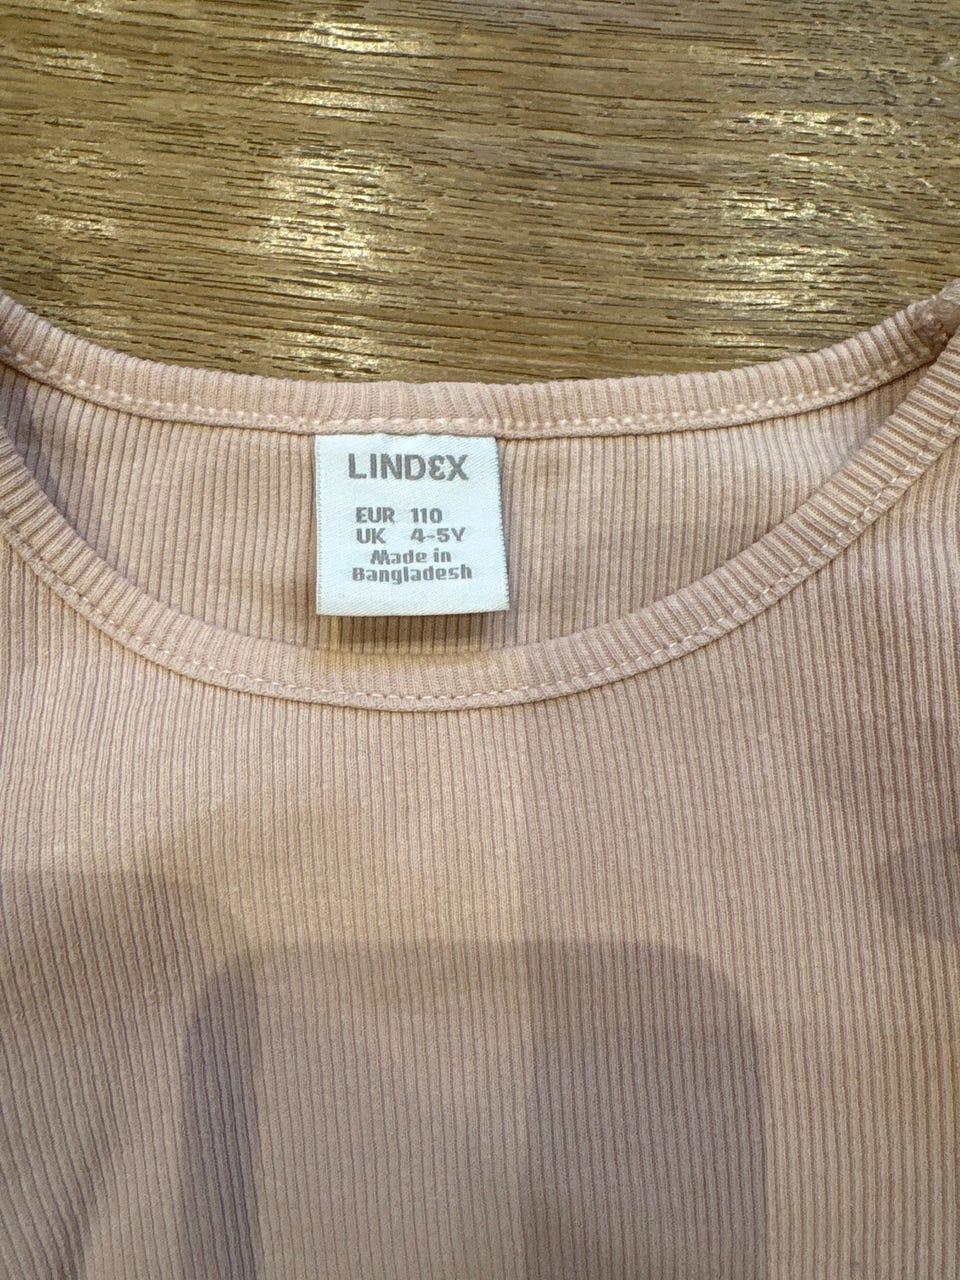 LINDEX
EUR 110
UK 4-5Y
Made in
Bangladesh